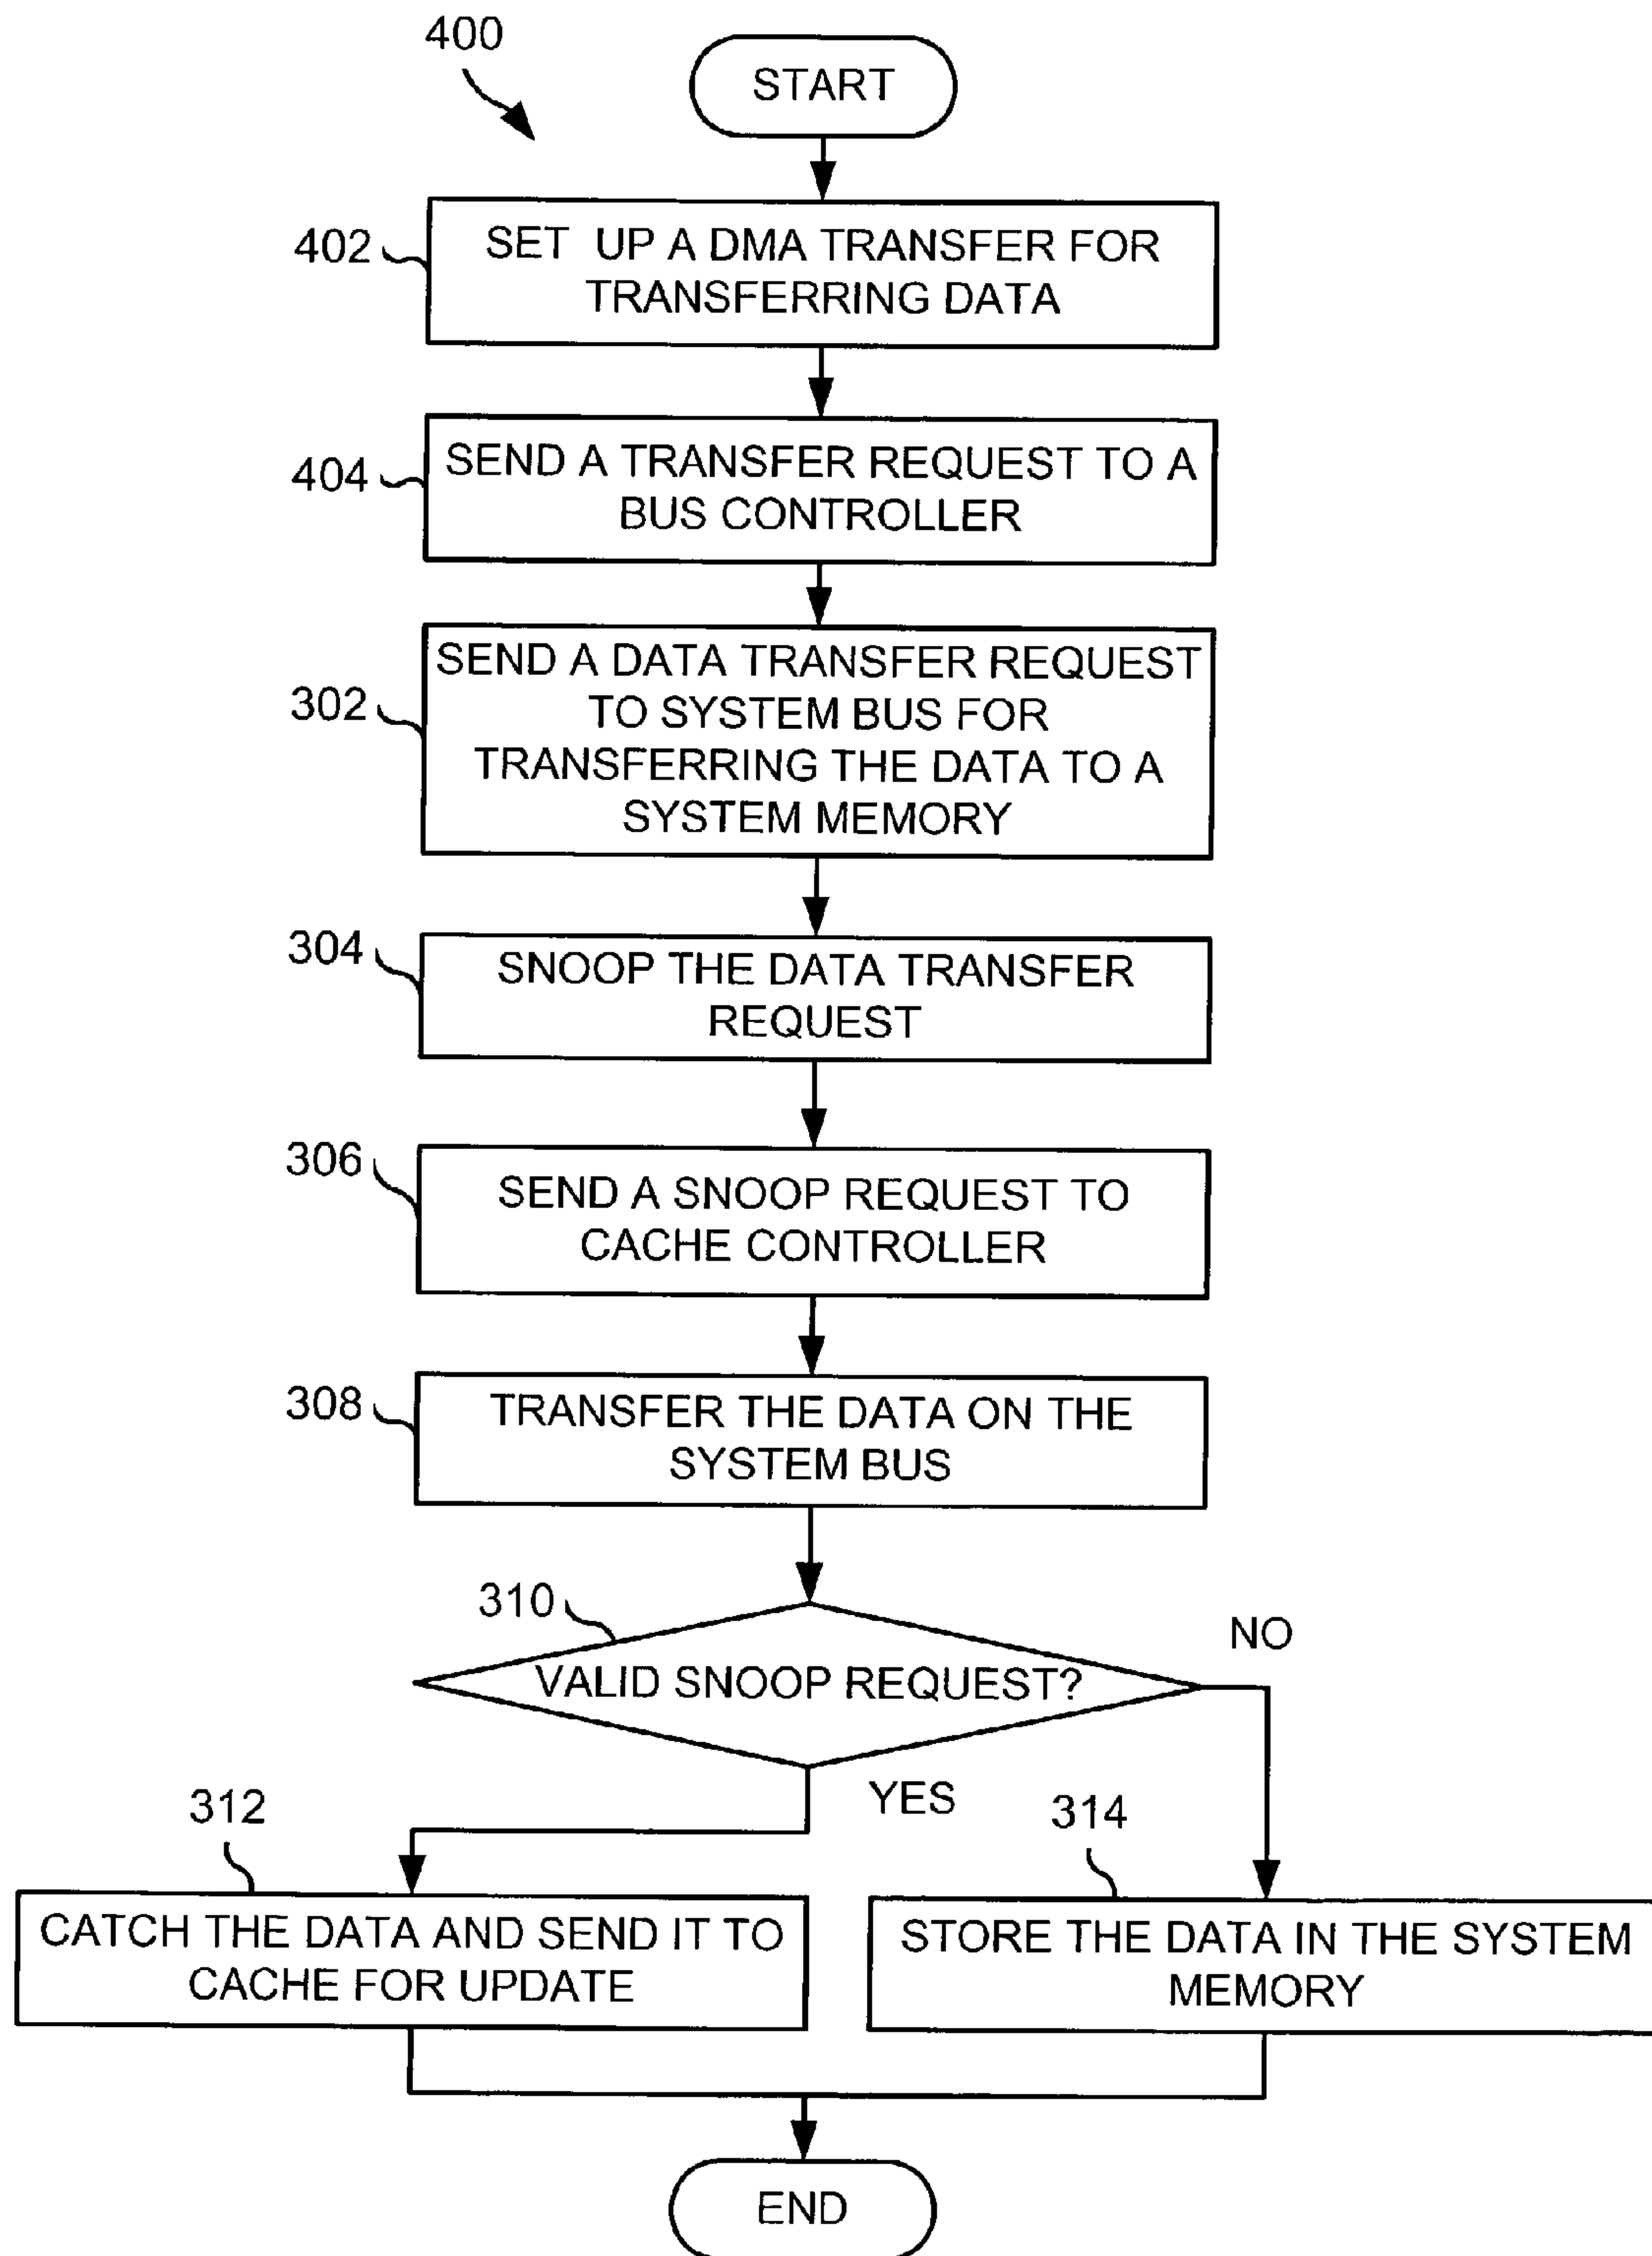 400
START
402
SET UP A DMA TRANSFER FOR
TRANSFERRING DATA
404
SEND A TRANSFER REQUEST TO A
BUS CONTROLLER
302
SEND A DATA TRANSFER REQUEST
TO SYSTEM BUS FOR
TRANSFERRING THE DATA TO A
SYSTEM MEMORY
304
SNOOP THE DATA TRANSFER
REQUEST
306
SEND A SNOOP REQUEST TO
CACHE CONTROLLER
308
TRANSFER THE DATA ON THE
SYSTEM BUS
310
VALID SNOOP REQUEST?
NO
YES
312
CATCH THE DATA AND SEND IT TO
CACHE FOR UPDATE
314
STORE THE DATA IN THE SYSTEM
MEMORY
END